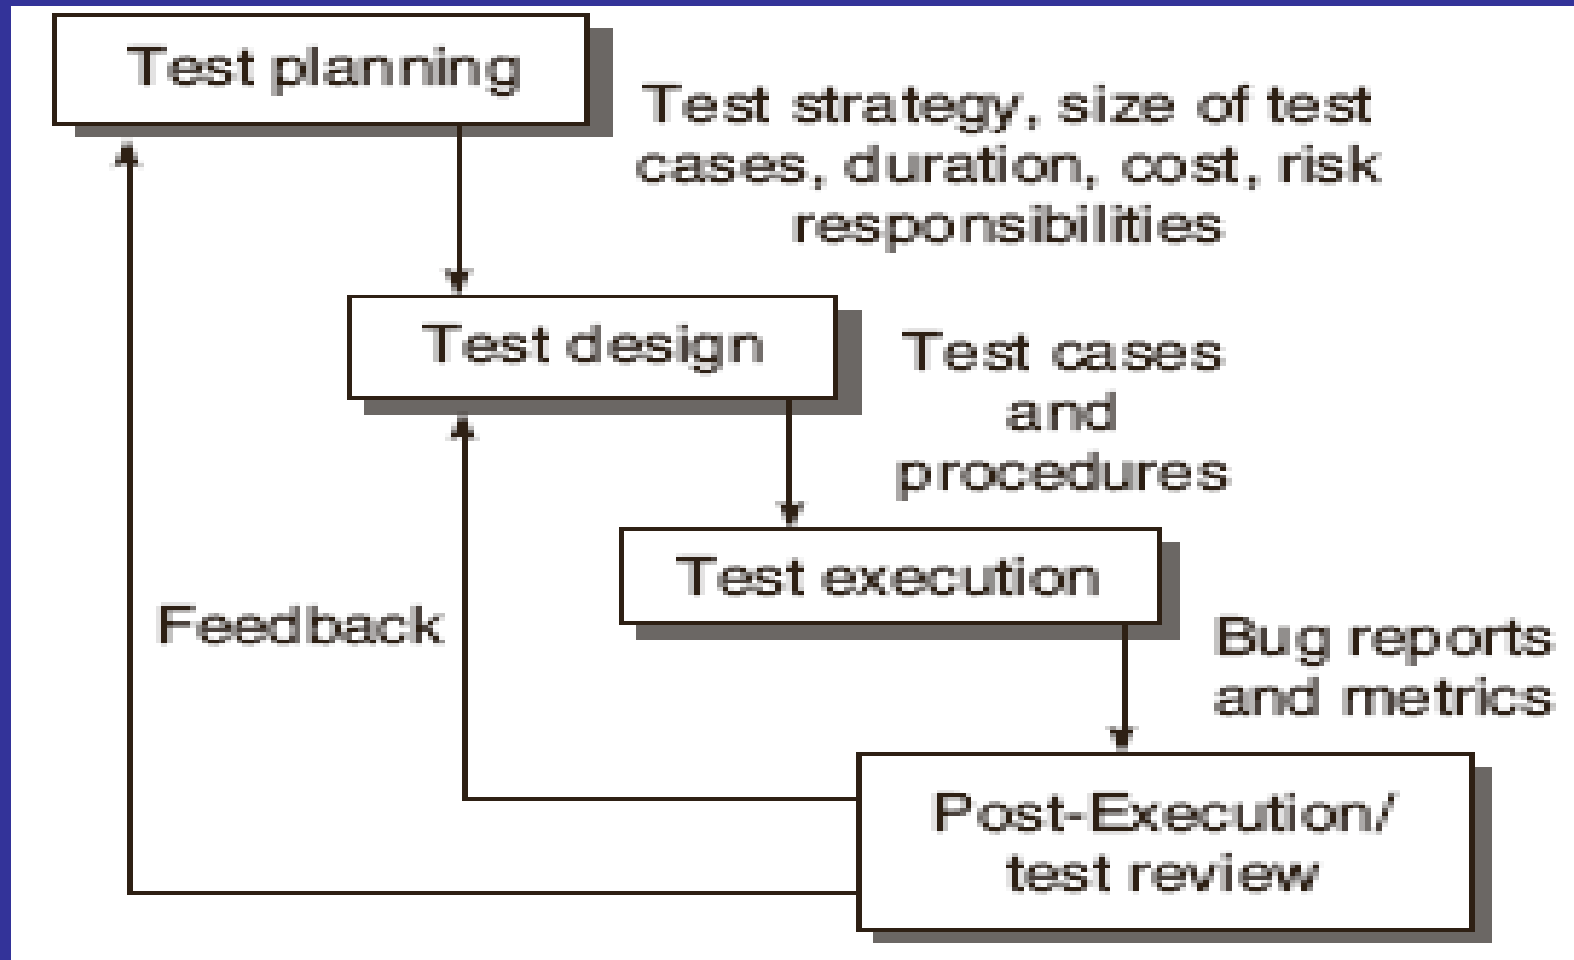 Test planning
Test strategy, size of test
cases, duration, cost, risk
responsibilities
Test design
Test cases
and
procedures
Test execution
Feedback
Bug reports
and metrics
Post-Execution/
test review